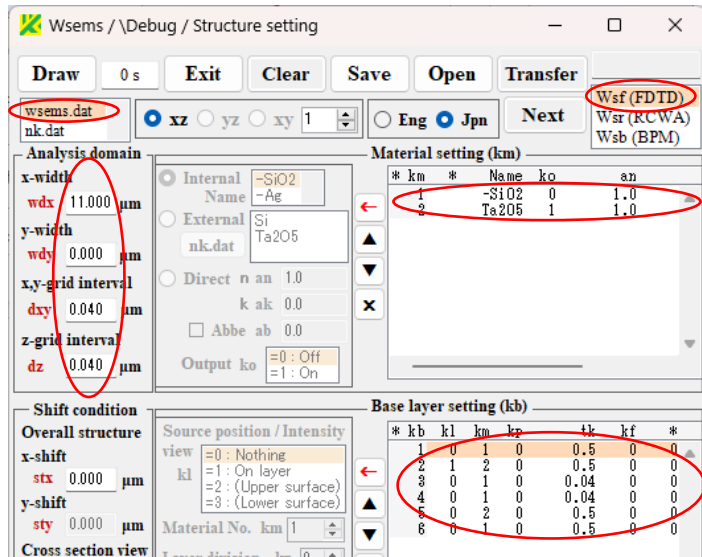 Wsems / \Debug / Structure setting
Draw 0 s Exit Clear Save Open Transfer
wsems.dat
nk.dat
xz yz xy 1
Eng Jpn
Next
Wsf (FDTD)
Wsr (RCWA)
Wsb (BPM)
Analysis domain
x-width
wdx 11.000 μm
y-width
wdy 0.000 μm
x,y-grid interval
dxy 0.040 μm
z-grid interval
dz 0.040 μm
Internal Name
-SiO2
-Ag
External
nk.dat
Si
Ta2O5
Direct n an 1.0
k ak 0.0
Abbe ab 0.0
Output ko
=0 : Off
=1 : On
Material setting (km)
* km * Name ko an
1 -SiO2 0 1.0
2 Ta2O5 1 1.0
Shift condition
Overall structure
x-shift
stx 0.000 μm
y-shift
sty 0.000 μm
Cross section view
Source position / Intensity
view kl
=0 : Nothing
=1 : On layer
=2 : (Upper surface)
=3 : (Lower surface)
Material No. km 1
Base layer setting (kb)
* kb kl km kp tk kf *
1 0 1 0 0.5 0 0
2 1 2 0 0.5 0 0
3 0 1 0 0.04 0 0
4 0 1 0 0.04 0 0
5 0 2 0 0.5 0 0
6 0 1 0 0.5 0 0